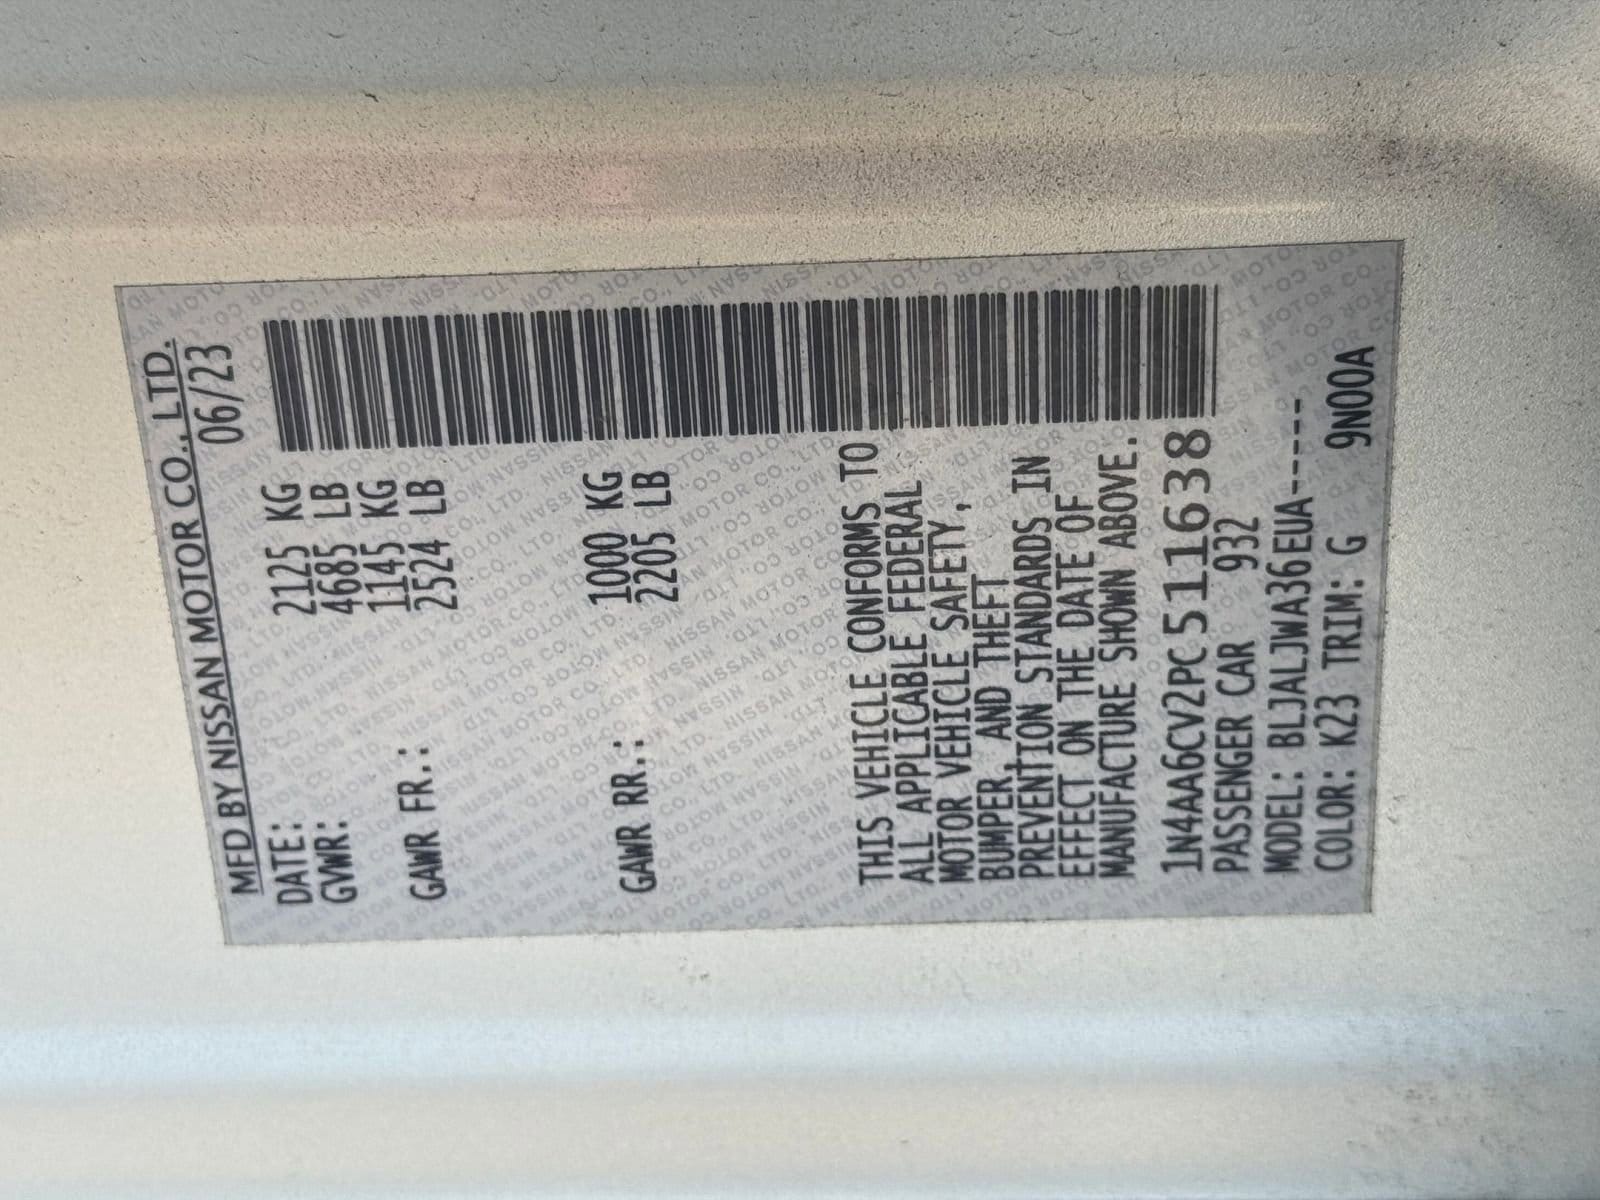 MFD BY NISSAN MOTOR CO., LTD.
DATE: 06/23
GVWR: 2125 KG
4685 LB
GAWR FR.: 1145 KG
2524 LB
GAWR RR.: 1000 KG
2205 LB
THIS VEHICLE CONFORMS TO
ALL APPLICABLE FEDERAL
MOTOR VEHICLE SAFETY,
BUMPER, AND THEFT
PREVENTION STANDARDS IN
EFFECT ON THE DATE OF
MANUFACTURE SHOWN ABOVE.
1N4AA6CV2PC511638
PASSENGER CAR 932
MODEL: BLJALJWA36EUA-----
COLOR: K23 TRIM: G 9N00A